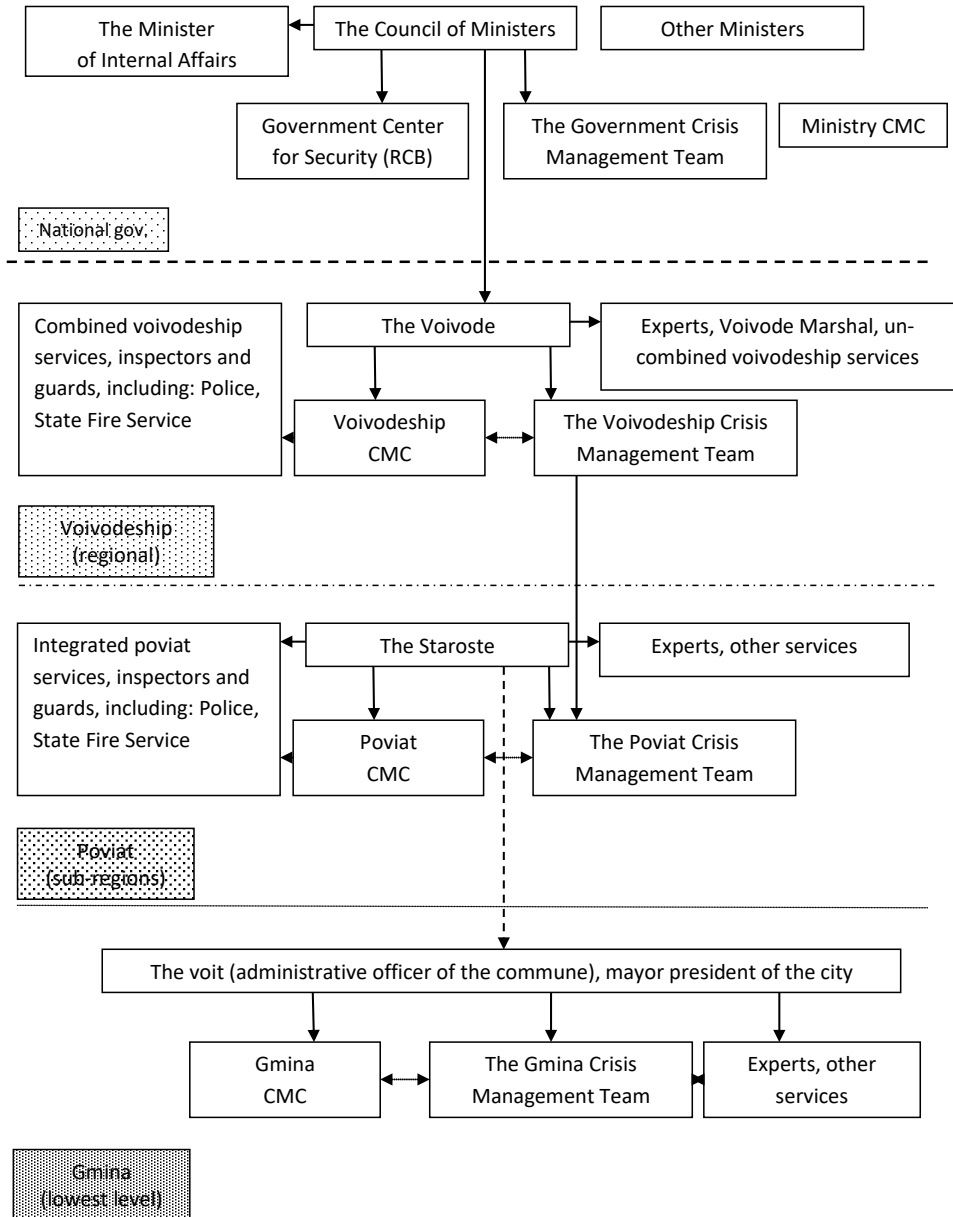 The Minister
of Internal Affairs
The Council of Ministers
Other Ministers
Government Center
for Security (RCB)
The Government Crisis
Management Team
Ministry CMC
National gov.
Combined voivodeship
services, inspectors and
guards, including: Police,
State Fire Service
The Voivode
Experts, Voivode Marshal, un-
combined voivodeship services
Voivodeship
CMC
The Voivodeship Crisis
Management Team
Voivodeship
(regional)
Integrated poviat
services, inspectors and
guards, including: Police,
State Fire Service
The Staroste
Experts, other services
Poviat
CMC
The Poviat Crisis
Management Team
Poviat
(sub-regions)
The voit (administrative officer of the commune), mayor president of the city
Gmina
CMC
The Gmina Crisis
Management Team
Experts, other
services
Gmina
(lowest level)